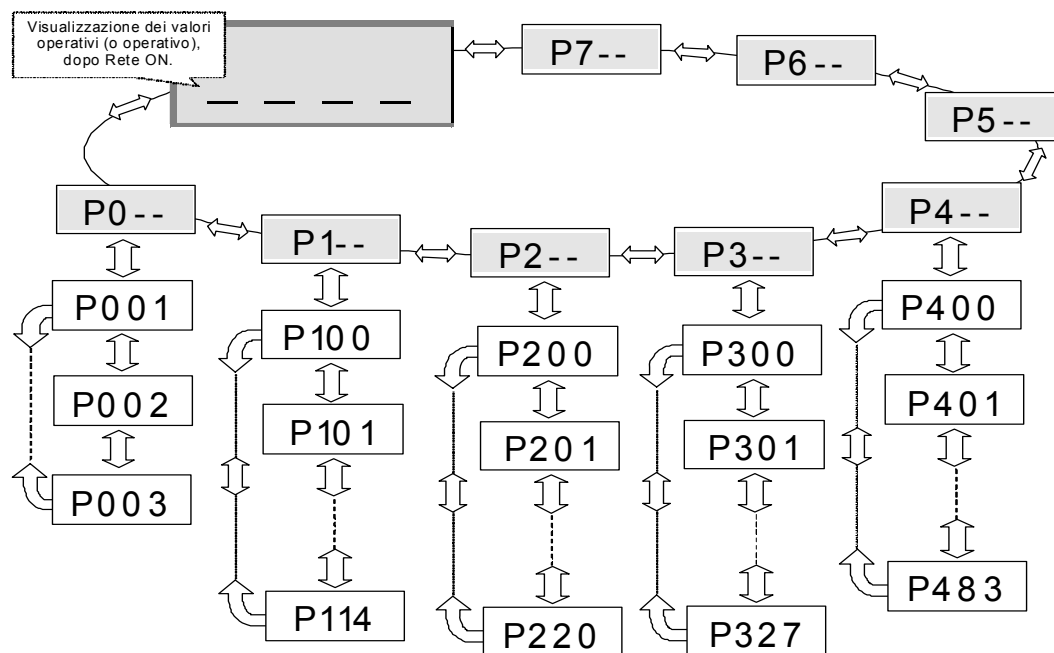 Visualizzazione dei valori
operativi (o operativo),
dopo Rete ON.
_ _ _ _
P7--
P6--
P5--
P0--
P1--
P2--
P3--
P4--
P001
P002
P003
P100
P101
P114
P200
P201
P220
P300
P301
P327
P400
P401
P483